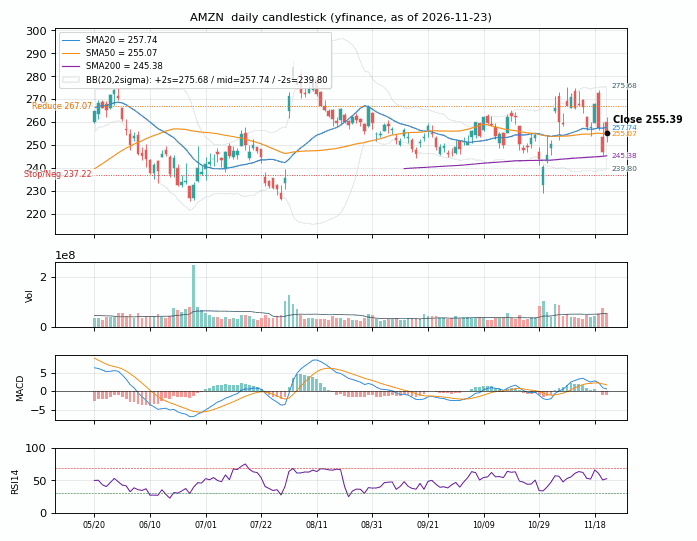 AMZN daily candlestick (yfinance, as of 2026-11-23)
300
290
280
270
260
250
240
230
220
SMA20 = 257.74
SMA50 = 255.07
SMA200 = 245.38
BB(20,2sigma): +2s=275.68 / mid=257.74 / -2s=239.80
Reduce 267.07
Stop/Neg 237.22
275.68
Close 255.39
257.74
255.07
245.38
239.80
1e8
2
0
Vol
5
0
−5
MACD
100
50
0
RSI14
05/20 06/10 07/01 07/22 08/11 08/31 09/21 10/09 10/29 11/18